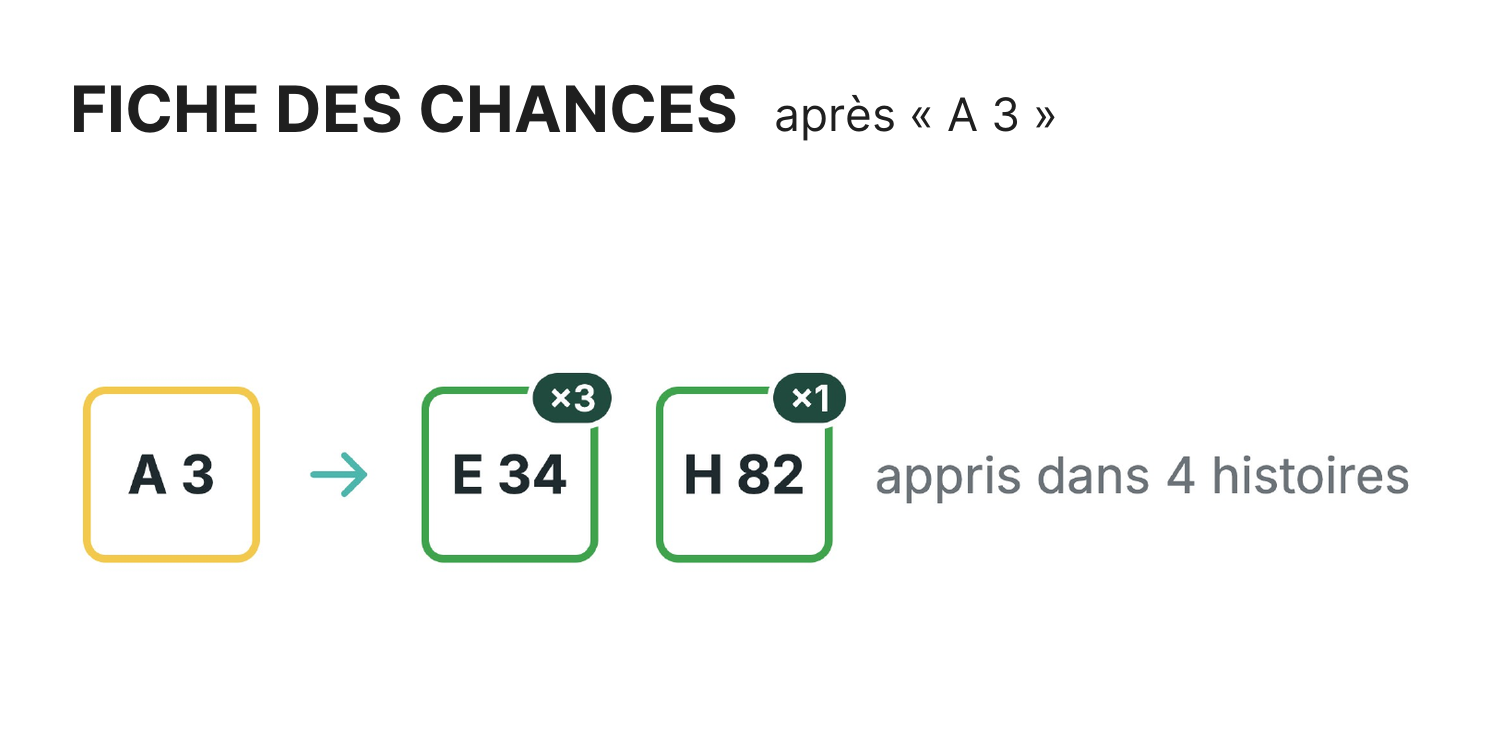 FICHE DES CHANCES après « A 3 »
×3 ×1
A 3 → E 34 H 82 appris dans 4 histoires